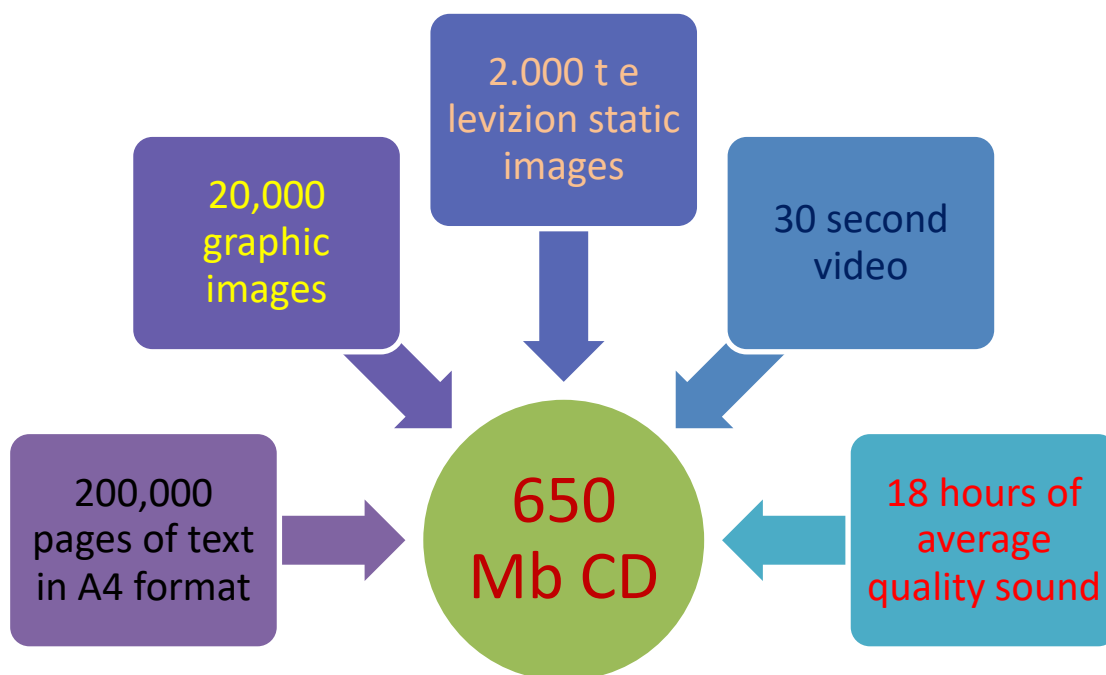 2.000 t e
levizion static
images
20,000
graphic
images
30 second
video
200,000
pages of text
in A4 format
650
Mb CD
18 hours of
average
quality sound